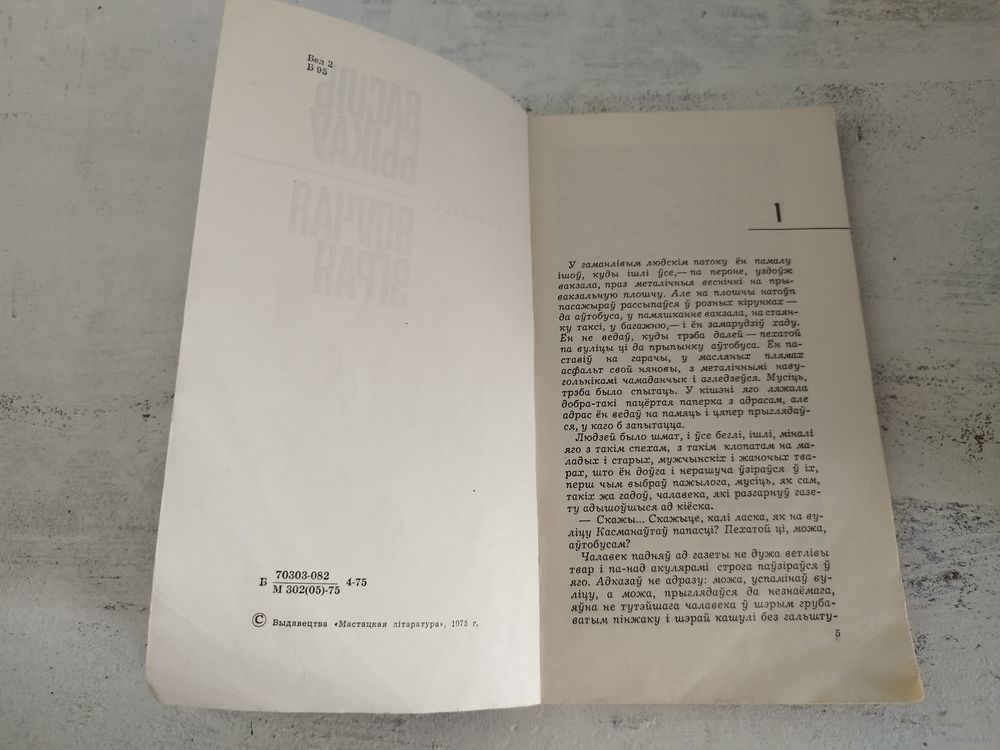 Бел 2
Б 95
Б 70303-082 4-75
М 302(05)-75
© Выдавецтва «Мастацкая літаратура», 1975 г.
1
У гаманлівым людскім патоку ён памалу
ішоў, куды ішлі ўсе,— па пероне, уздоўж
вакзала, праз металічныя веснічкі на пры-
вакзальную плошчу. Але на плошчы натоўп
пасажыраў рассыпаўся ў розных кірунках —
да аўтобуса, у памяшканне вакзала, на стаян-
ку таксі, у багажню,— і ён замарудзіў хаду.
Ён не ведаў, куды трэба далей — пехатой
па вуліцы ці да прыпынку аўтобуса. Ён па-
ставіў на гарачы, у масляных плямах
асфальт свой няновы, з металічнымі наву-
гольнікамі чамаданчык і агледзеўся. Мусіць,
трэба было спытаць. У кішэні яго ляжала
добра-такі пацёртая паперка з адрасам, але
адрас ён ведаў на памяць і цяпер прыглядаў-
ся, у каго б запытацца.
Людзей было шмат, і ўсе беглі, ішлі, міналі
яго з такім спехам, з такім клопатам на ма-
ладых і старых, мужчынскіх і жаночых тва-
рах, што ён доўга і нерашуча ўзіраўся ў іх,
перш чым выбраў пажылога, мусіць, як сам,
такіх жа гадоў, чалавека, які разгарнуў газе-
ту адышоўшыся ад кіёска.
— Скажы... Скажыце, калі ласка, як на ву-
ліцу Касманаўтаў папасці? Пехатой ці, можа,
аўтобусам?
Чалавек падняў ад газеты не дужа ветлівы
твар і па-над акулярамі строга паўзіраўся ў
яго. Адказаў не адразу: можа, успамінаў ву-
ліцу, а можа, прыглядаўся да незнаёмага,
яўна не тутэйшага чалавека ў шэрым груба-
ватым пінжаку і шэрай кашулі без гальшту-
5